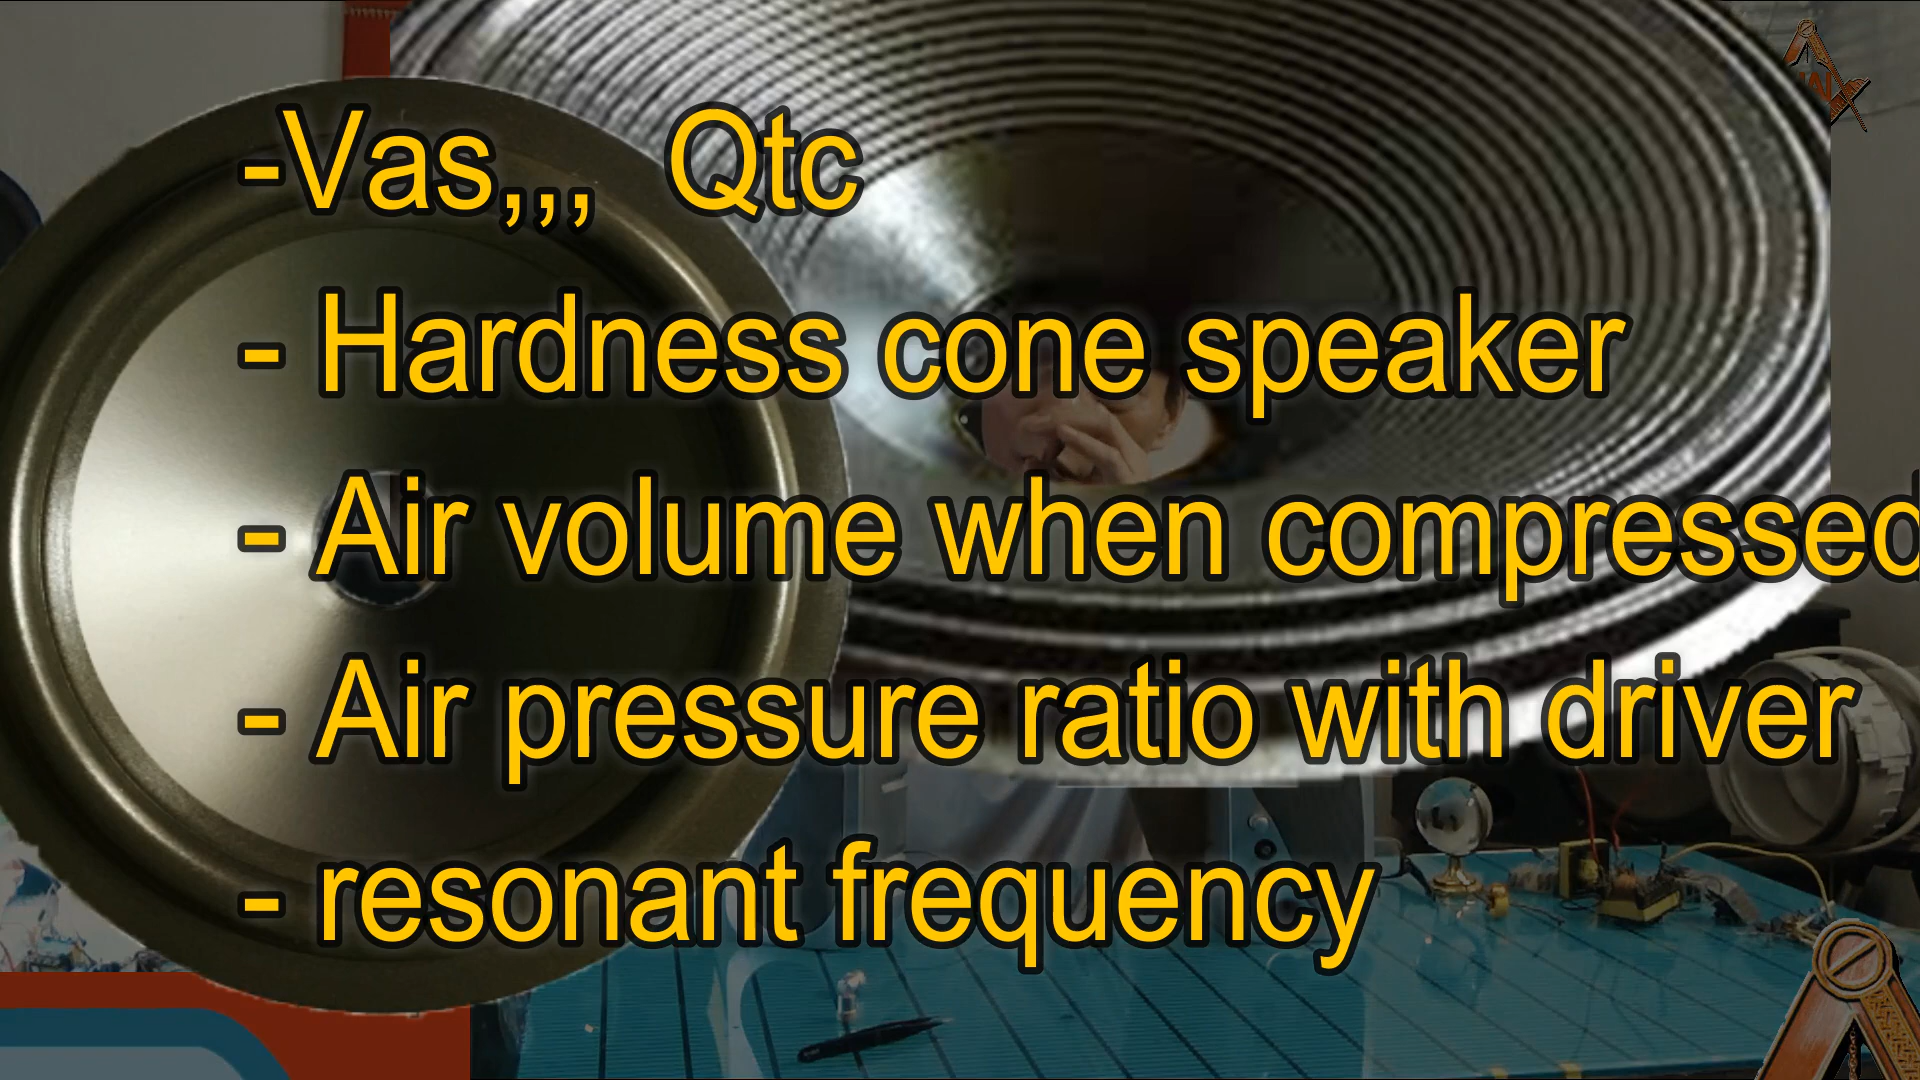 -Vas,,, Qtc
- Hardness cone speaker
- Air volume when compressed
- Air pressure ratio with driver
- resonant frequency